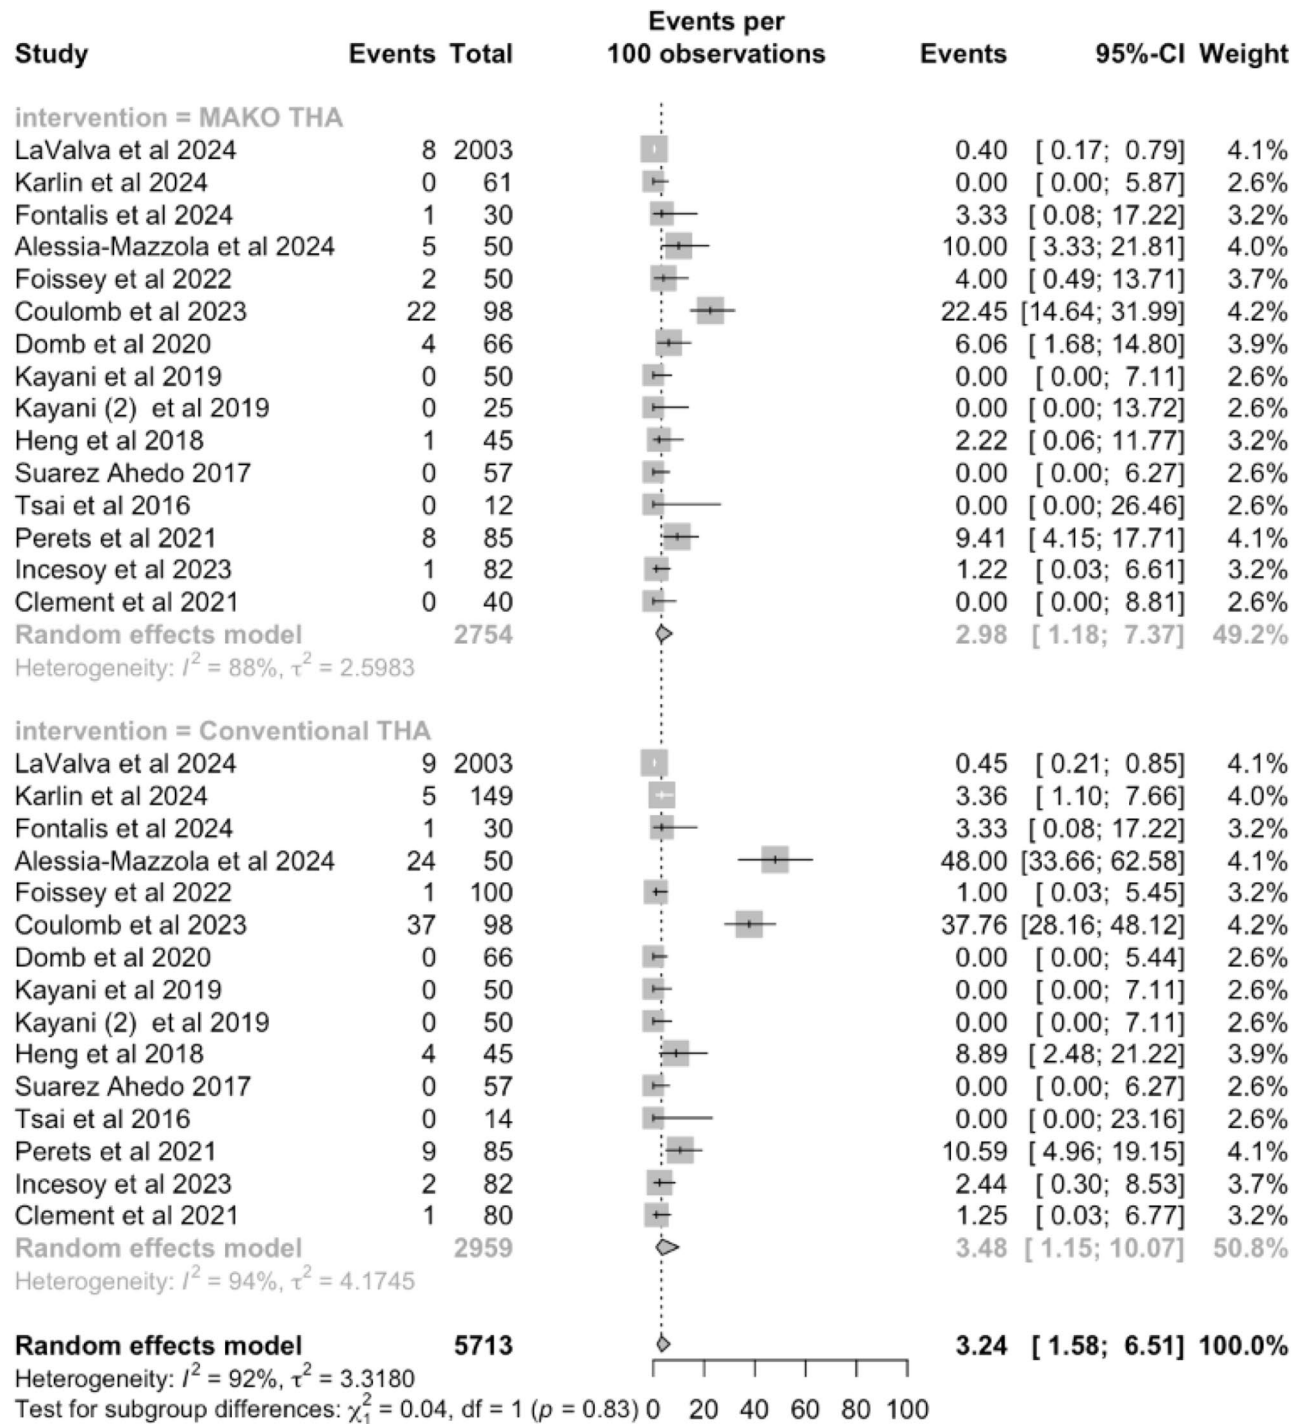 Events per
Study Events Total 100 observations Events 95%-CI Weight
intervention = MAKO THA
LaValva et al 2024 8 2003 0.40 [ 0.17; 0.79] 4.1%
Karlin et al 2024 0 61 0.00 [ 0.00; 5.87] 2.6%
Fontalis et al 2024 1 30 3.33 [ 0.08; 17.22] 3.2%
Alessia-Mazzola et al 2024 5 50 10.00 [ 3.33; 21.81] 4.0%
Foissey et al 2022 2 50 4.00 [ 0.49; 13.71] 3.7%
Coulomb et al 2023 22 98 22.45 [14.64; 31.99] 4.2%
Domb et al 2020 4 66 6.06 [ 1.68; 14.80] 3.9%
Kayani et al 2019 0 50 0.00 [ 0.00; 7.11] 2.6%
Kayani (2) et al 2019 0 25 0.00 [ 0.00; 13.72] 2.6%
Heng et al 2018 1 45 2.22 [ 0.06; 11.77] 3.2%
Suarez Ahedo 2017 0 57 0.00 [ 0.00; 6.27] 2.6%
Tsai et al 2016 0 12 0.00 [ 0.00; 26.46] 2.6%
Perets et al 2021 8 85 9.41 [ 4.15; 17.71] 4.1%
Incesoy et al 2023 1 82 1.22 [ 0.03; 6.61] 3.2%
Clement et al 2021 0 40 0.00 [ 0.00; 8.81] 2.6%
Random effects model 2754 2.98 [ 1.18; 7.37] 49.2%
Heterogeneity: I² = 88%, τ² = 2.5983
intervention = Conventional THA
LaValva et al 2024 9 2003 0.45 [ 0.21; 0.85] 4.1%
Karlin et al 2024 5 149 3.36 [ 1.10; 7.66] 4.0%
Fontalis et al 2024 1 30 3.33 [ 0.08; 17.22] 3.2%
Alessia-Mazzola et al 2024 24 50 48.00 [33.66; 62.58] 4.1%
Foissey et al 2022 1 100 1.00 [ 0.03; 5.45] 3.2%
Coulomb et al 2023 37 98 37.76 [28.16; 48.12] 4.2%
Domb et al 2020 0 66 0.00 [ 0.00; 5.44] 2.6%
Kayani et al 2019 0 50 0.00 [ 0.00; 7.11] 2.6%
Kayani (2) et al 2019 0 50 0.00 [ 0.00; 7.11] 2.6%
Heng et al 2018 4 45 8.89 [ 2.48; 21.22] 3.9%
Suarez Ahedo 2017 0 57 0.00 [ 0.00; 6.27] 2.6%
Tsai et al 2016 0 14 0.00 [ 0.00; 23.16] 2.6%
Perets et al 2021 9 85 10.59 [ 4.96; 19.15] 4.1%
Incesoy et al 2023 2 82 2.44 [ 0.30; 8.53] 3.7%
Clement et al 2021 1 80 1.25 [ 0.03; 6.77] 3.2%
Random effects model 2959 3.48 [ 1.15; 10.07] 50.8%
Heterogeneity: I² = 94%, τ² = 4.1745
Random effects model 5713 3.24 [ 1.58; 6.51] 100.0%
Heterogeneity: I² = 92%, τ² = 3.3180
Test for subgroup differences: χ₁² = 0.04, df = 1 (p = 0.83) 0 20 40 60 80 100